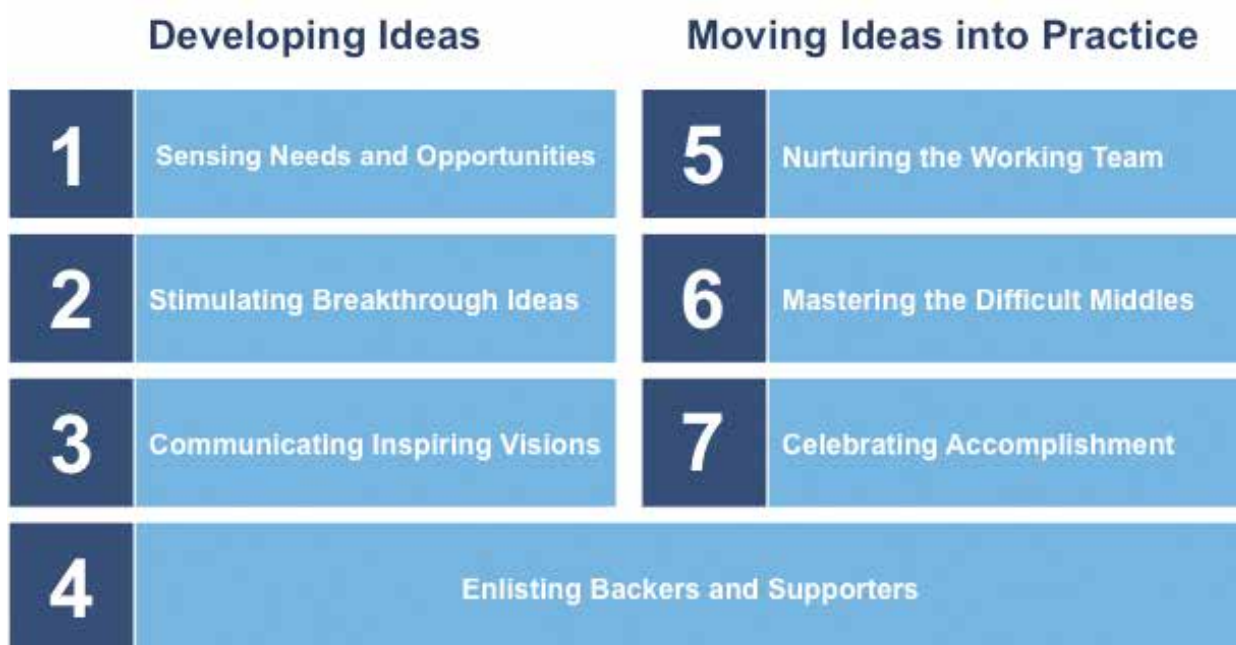 Developing Ideas
1
Sensing Needs and Opportunities
2
Stimulating Breakthrough Ideas
3
Communicating Inspiring Visions
4
Enlisting Backers and Supporters
Moving Ideas into Practice
5
Nurturing the Working Team
6
Mastering the Difficult Middles
7
Celebrating Accomplishment